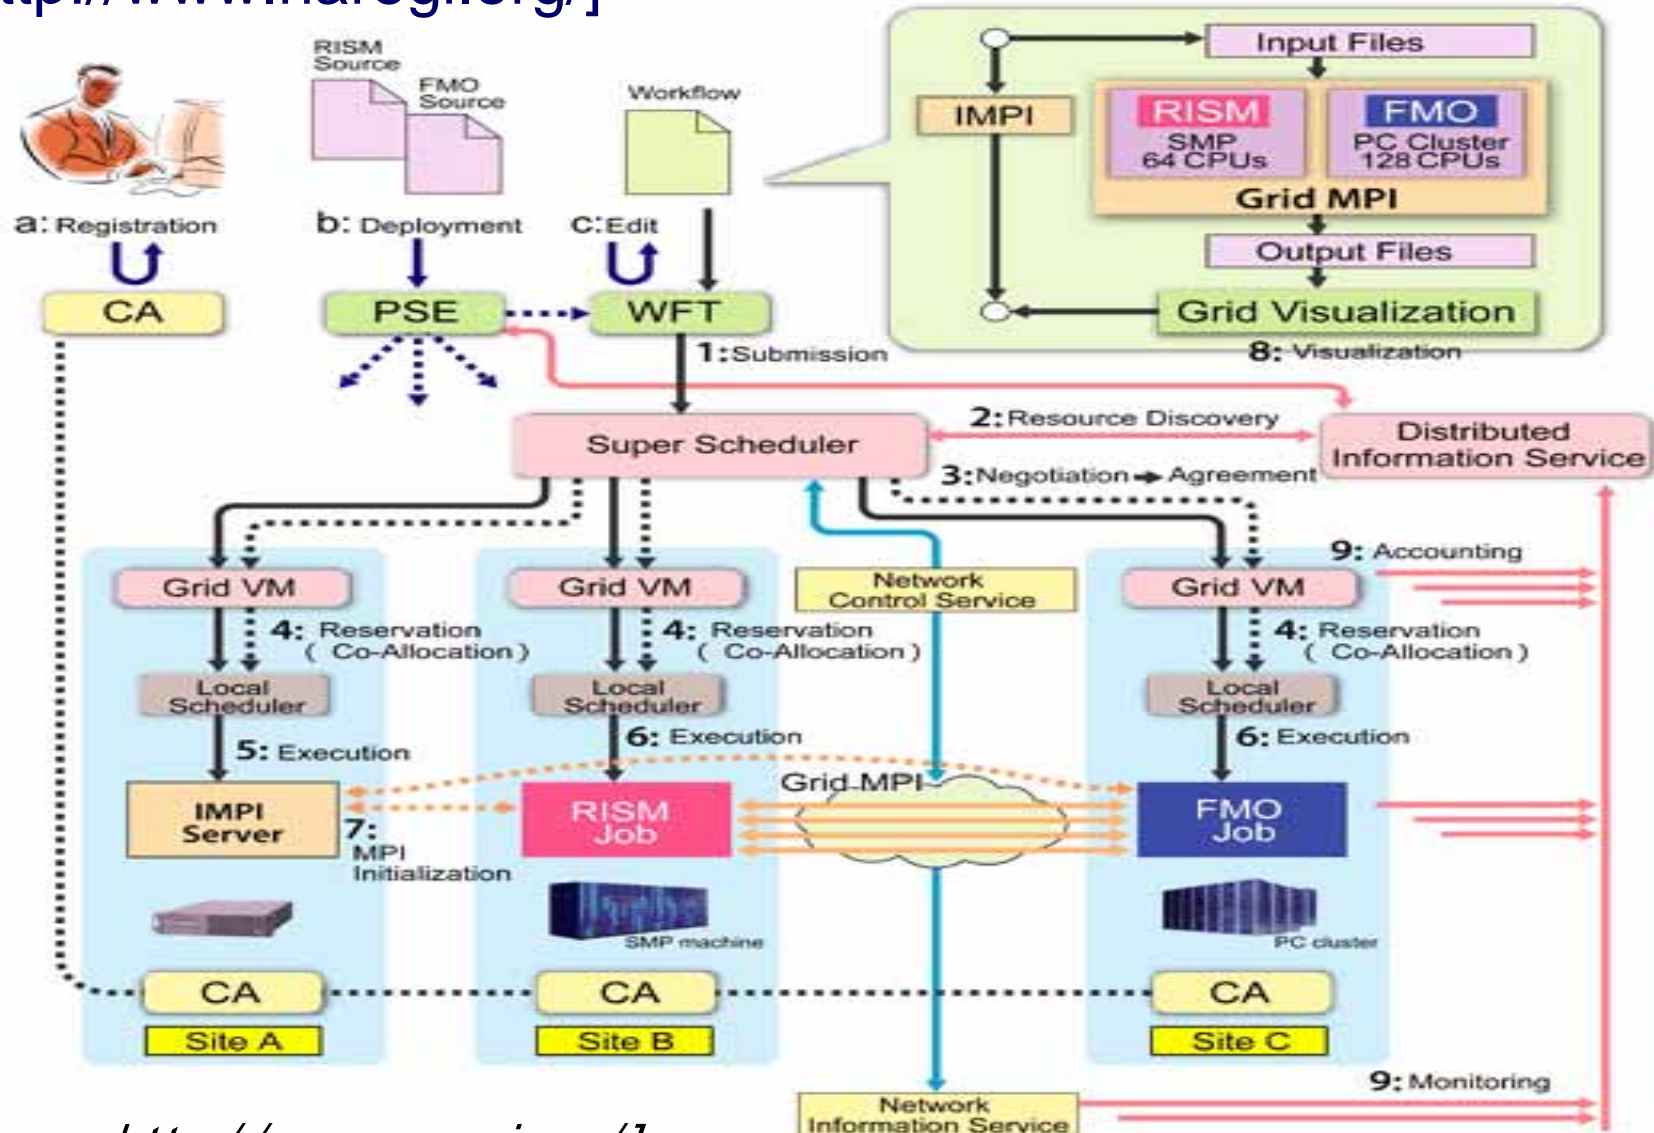 RISM
Source
FMO
Source
Workflow
a: Registration
b: Deployment
c: Edit
CA
PSE
WFT
Input Files
IMPI
RISM
SMP
64 CPUs
FMO
PC Cluster
128 CPUs
Grid MPI
Output Files
Grid Visualization
8: Visualization
1: Submission
Super Scheduler
2: Resource Discovery
Distributed
Information Service
3: Negotiation → Agreement
Grid VM
Grid VM
Network
Control Service
Grid VM
9: Accounting
4: Reservation
( Co-Allocation )
4: Reservation
( Co-Allocation )
4: Reservation
( Co-Allocation )
Local
Scheduler
Local
Scheduler
Local
Scheduler
5: Execution
6: Execution
6: Execution
IMPI
Server
7:
MPI
Initialization
RISM
Job
Grid MPI
FMO
Job
SMP machine
PC cluster
CA
CA
CA
Site A
Site B
Site C
9: Monitoring
Network
Information Service